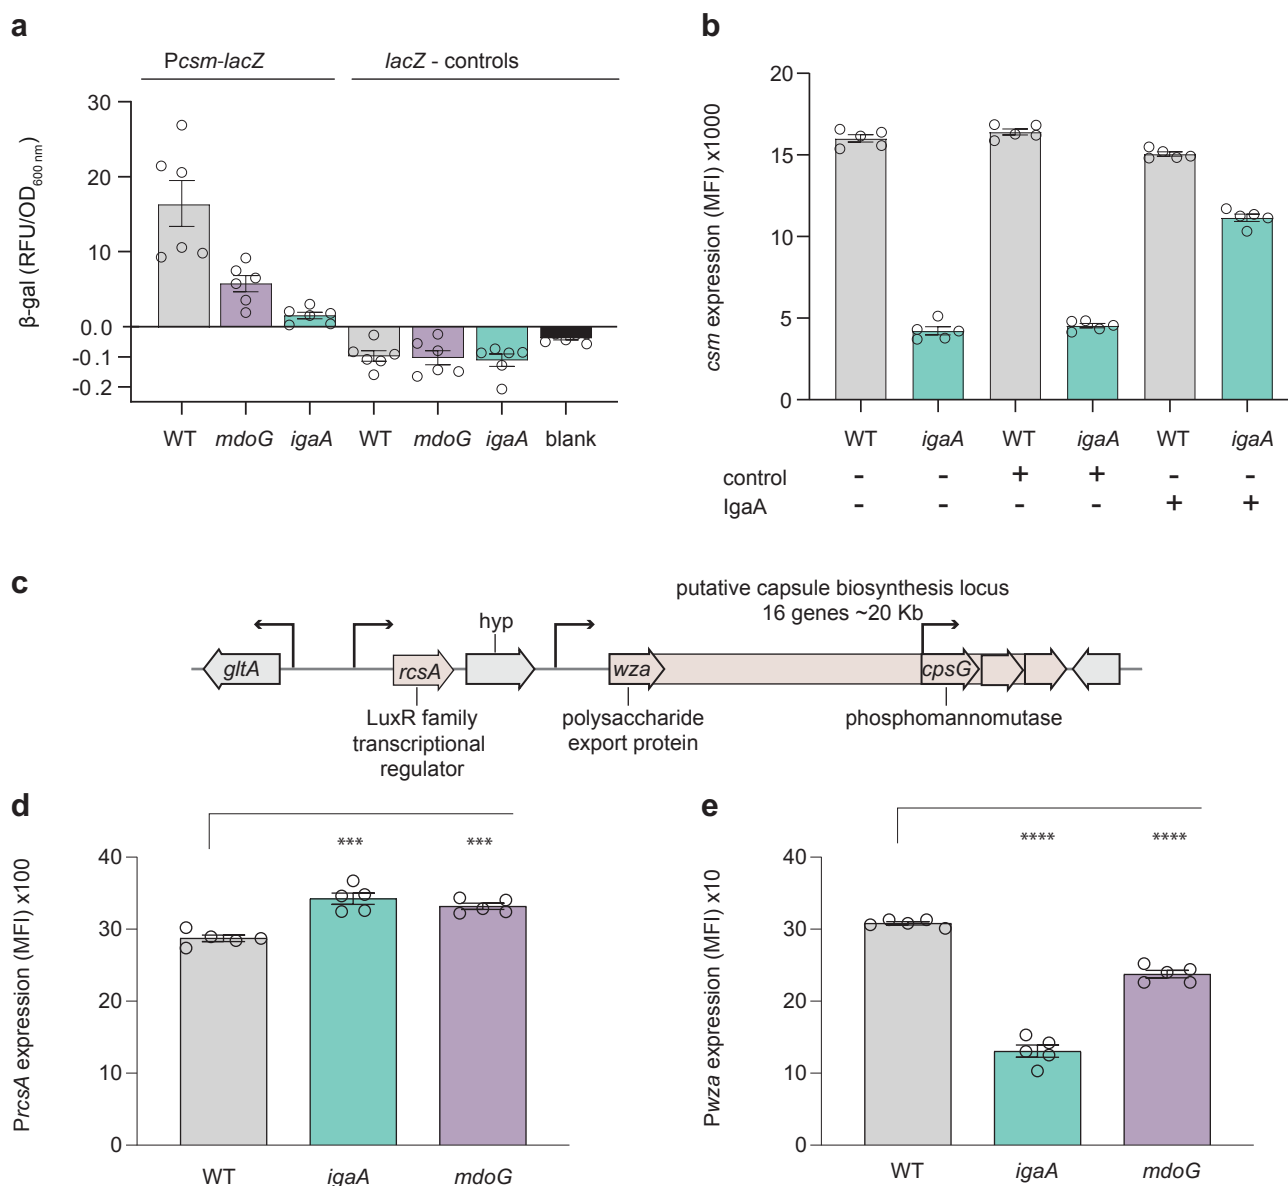 a
Pcsm-lacZ
lacZ - controls
β-gal (RFU/OD600 nm)
30
20
10
0.0
-0.1
-0.2
WT mdoG igaA WT mdoG igaA blank
b
csm expression (MFI) x1000
20
15
10
5
0
WT igaA WT igaA WT igaA
control - - + + - -
IgaA - - - - + +
c
putative capsule biosynthesis locus
16 genes ~20 Kb
hyp
gltA rcsA wza cpsG
LuxR family
transcriptional
regulator
polysaccharide
export protein
phosphomannomutase
d
PrcsA expression (MFI) x100
*** ***
40
30
20
10
0
WT igaA mdoG
e
Pwza expression (MFI) x10
**** ****
40
30
20
10
0
WT igaA mdoG